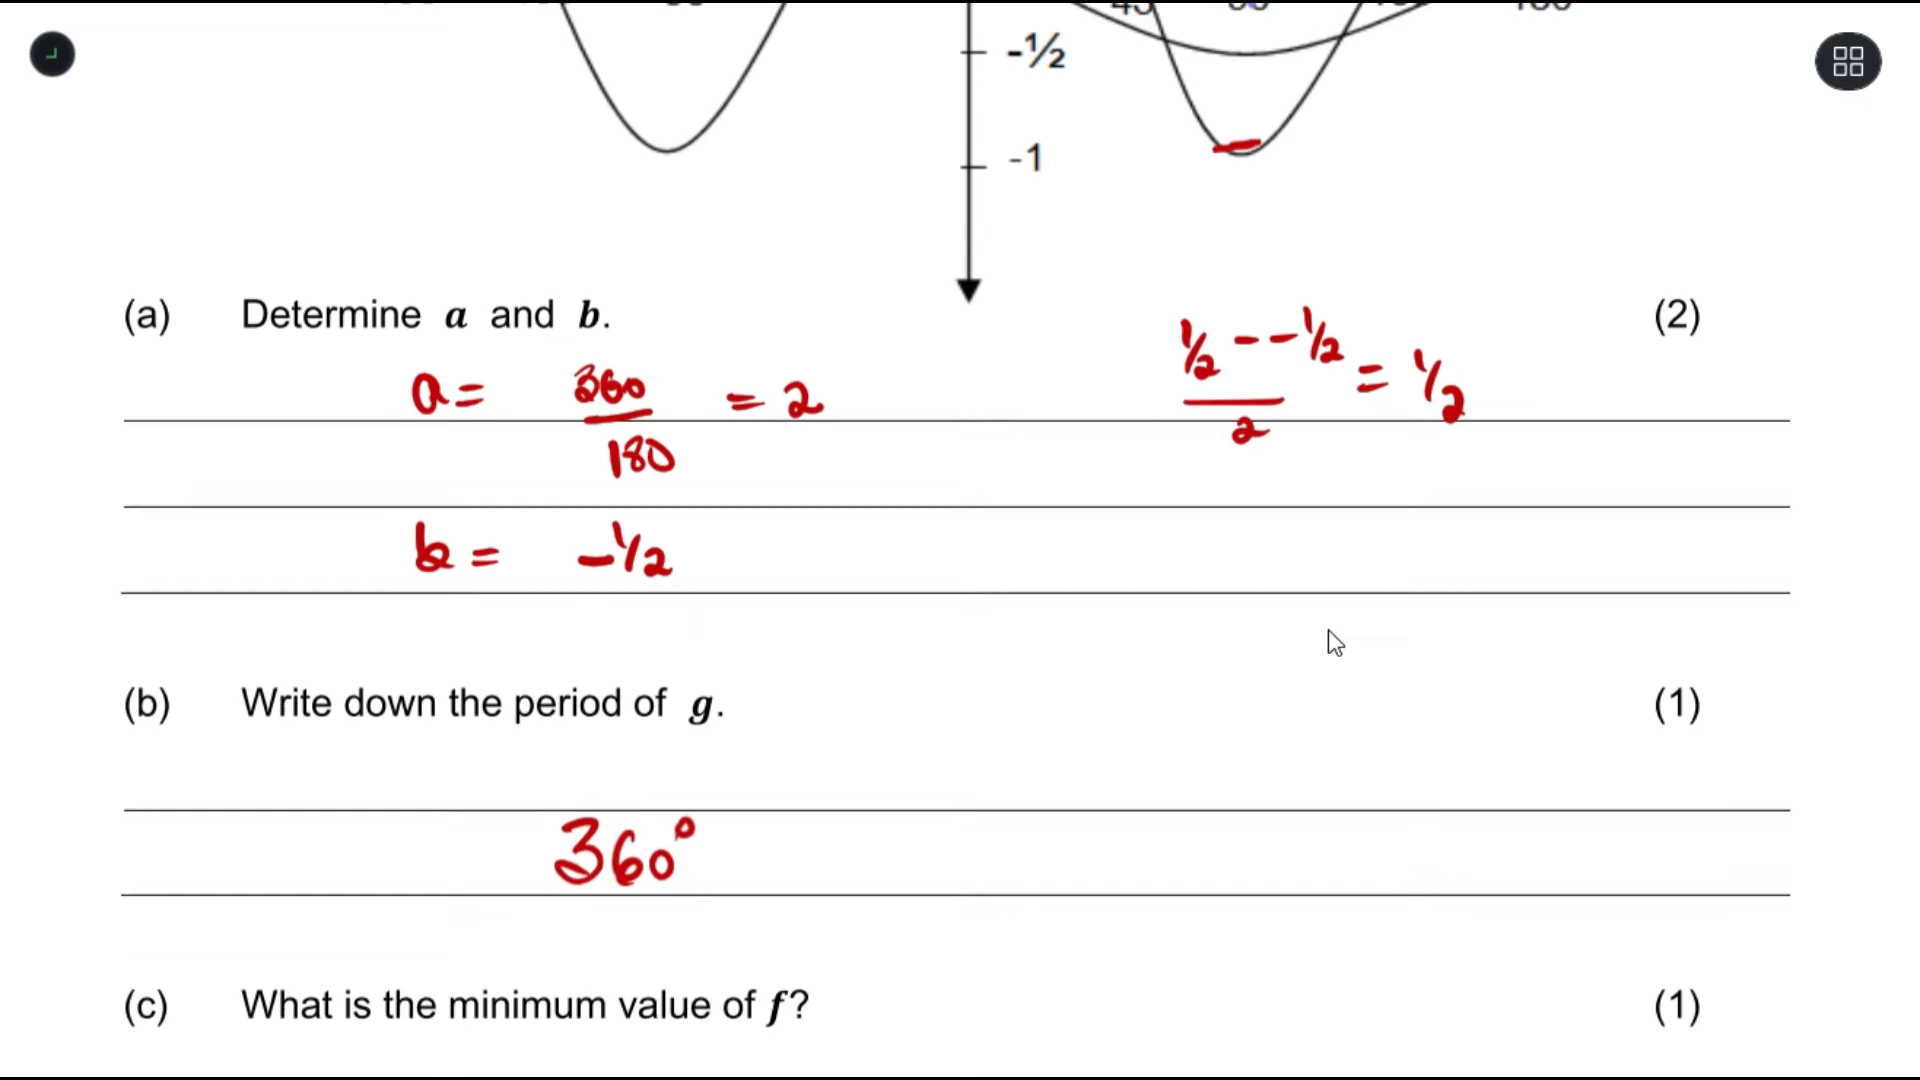 -½
-1
(a) Determine a and b. (2)
a = 360/180 = 2
½ - -½ / 2 = ½
b = -½
(b) Write down the period of g. (1)
360°
(c) What is the minimum value of f? (1)